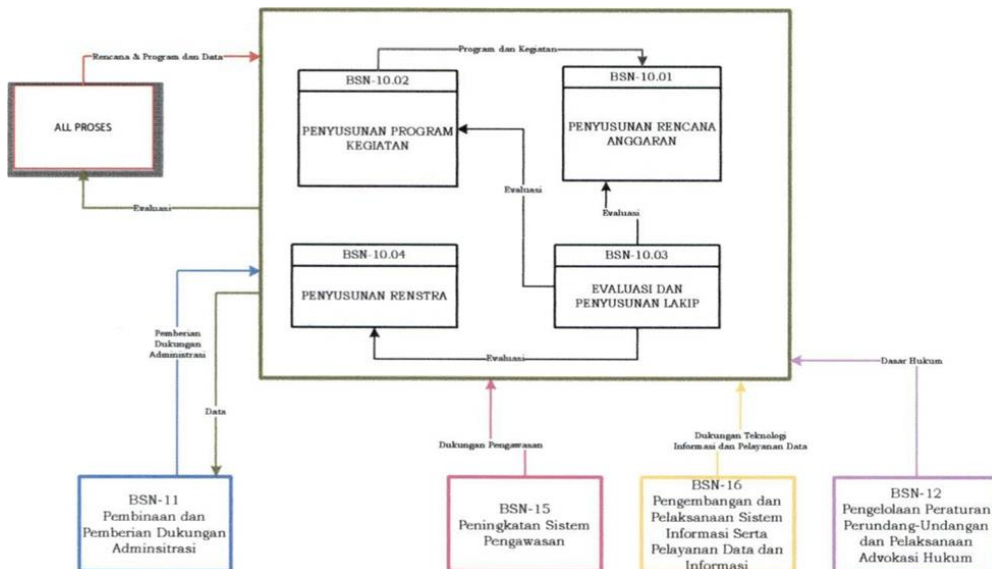 Rencana & Program dan Data
ALL PROSES
Evaluasi
Program dan Kegiatan
BSN-10.02
PENYUSUNAN PROGRAM
KEGIATAN
BSN-10.01
PENYUSUNAN RENCANA
ANGGARAN
Evaluasi
Evaluasi
BSN-10.04
PENYUSUNAN RENSTRA
BSN-10.03
EVALUASI DAN
PENYUSUNAN LAKIP
Evaluasi
Pemberian
Dukungan
Administrasi
Data
Dukungan Pengawasan
Dukungan Teknologi
Informasi dan Pelayanan Data
Dasar Hukum
BSN-11
Pembinaan dan
Pemberian Dukungan
Adminsitrasi
BSN-15
Peningkatan Sistem
Pengawasan
BSN-16
Pengembangan dan
Pelaksanaan Sistem
Informasi Serta
Pelayanan Data dan
Informasi
BSN-12
Pengelolaan Peraturan
Perundang-Undangan
dan Pelaksanaan
Advokasi Hukum